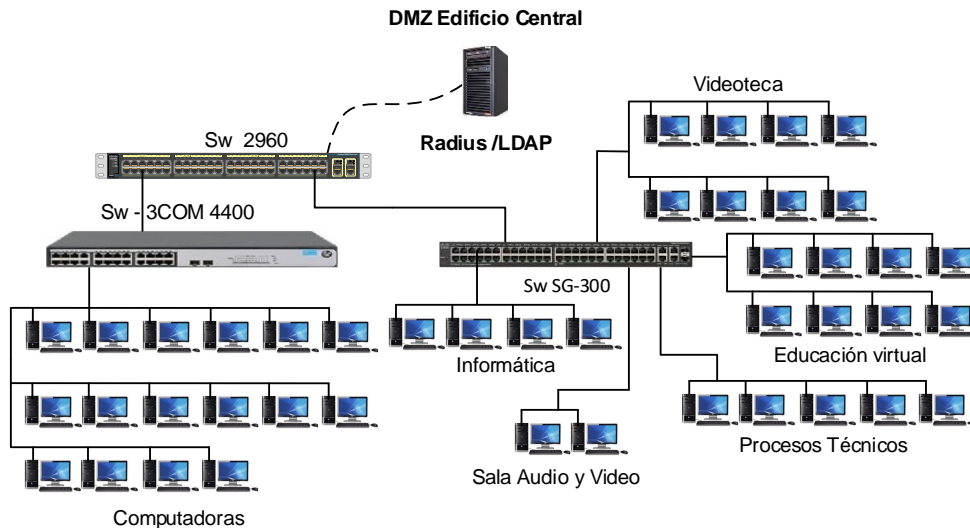 DMZ Edificio Central
Radius /LDAP
Videoteca
Sw 2960
Sw - 3COM 4400
Sw SG-300
Informática
Educación virtual
Procesos Técnicos
Sala Audio y Video
Computadoras